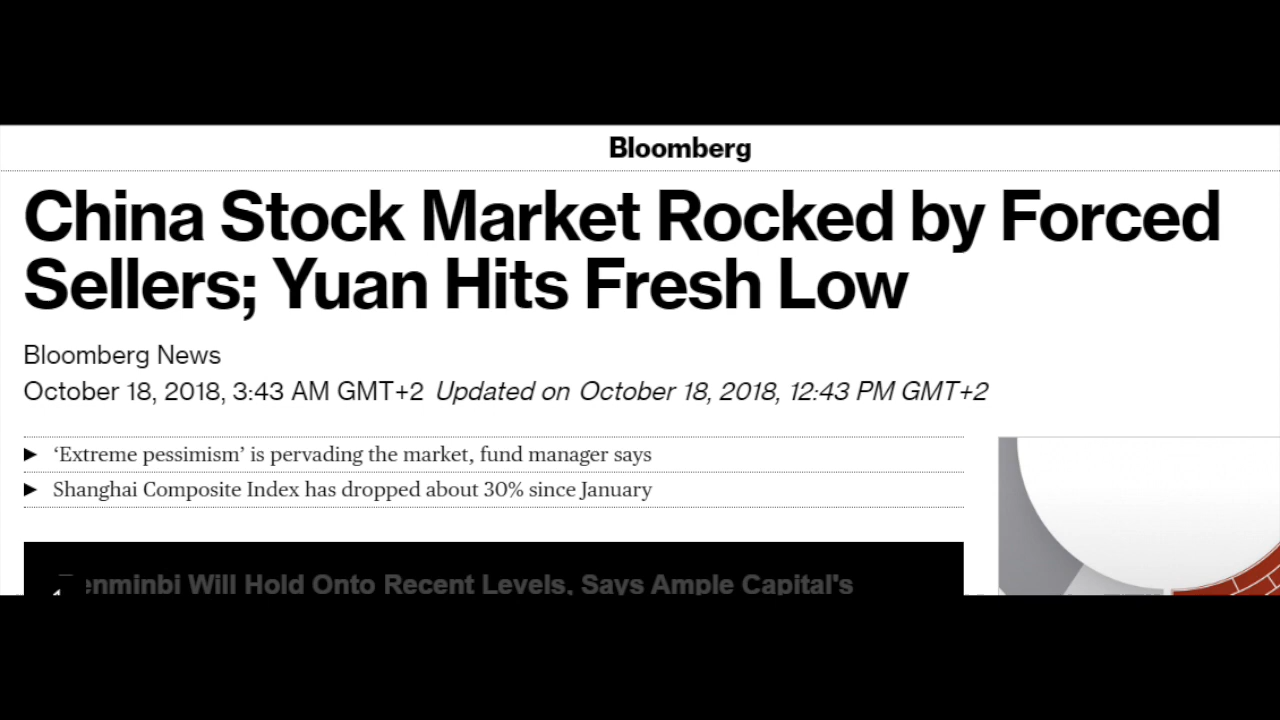 Bloomberg
China Stock Market Rocked by Forced
Sellers; Yuan Hits Fresh Low
Bloomberg News
October 18, 2018, 3:43 AM GMT+2 Updated on October 18, 2018, 12:43 PM GMT+2
► ‘Extreme pessimism’ is pervading the market, fund manager says
► Shanghai Composite Index has dropped about 30% since January
Renminbi Will Hold Onto Recent Levels, Says Ample Capital's